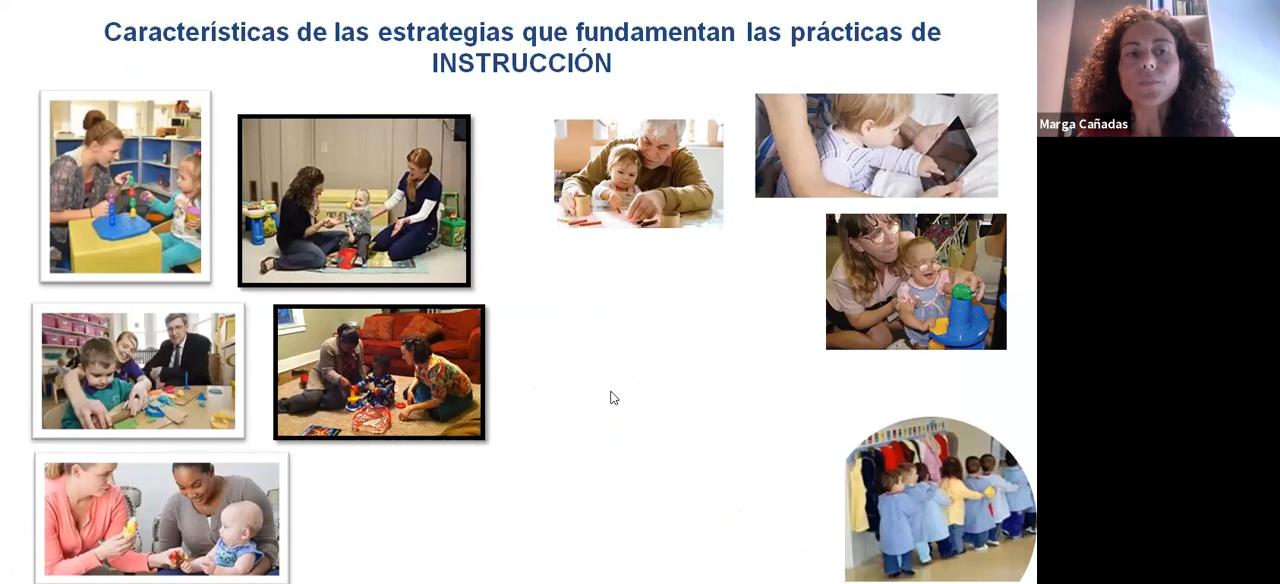 Características de las estrategias que fundamentan las prácticas de
INSTRUCCIÓN
Marga Cañadas